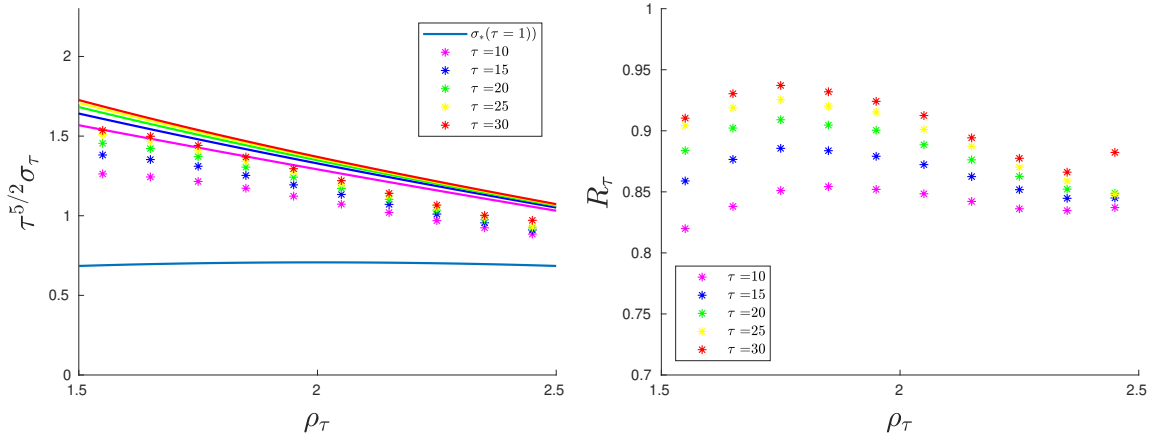 2
1.5
1
0.5
0
1.5
2
2.5
τ^{5/2}σ_τ
ρ_τ
σ_*(τ = 1))
τ =10
τ =15
τ =20
τ =25
τ =30
1
0.95
0.9
0.85
0.8
0.75
0.7
1.5
2
2.5
R_τ
ρ_τ
τ =10
τ =15
τ =20
τ =25
τ =30